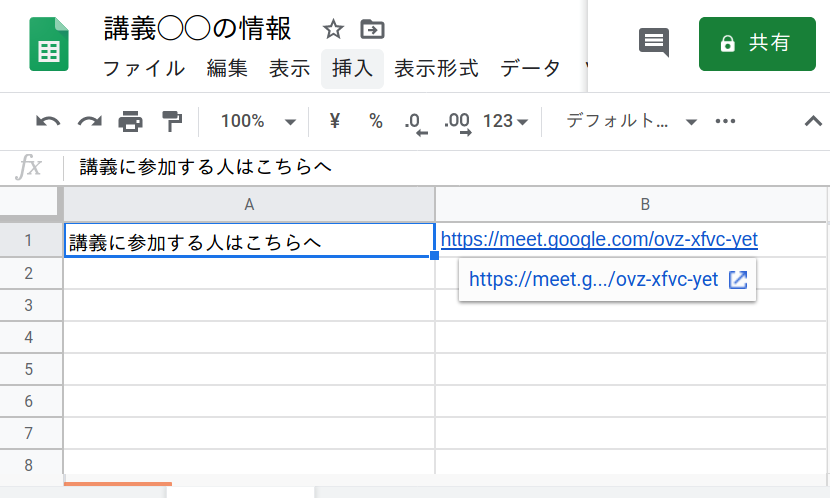 講義◯◯の情報
ファイル 編集 表示 挿入 表示形式 データ
共有
100% ¥ % .0 .00 123 デフォルト...
fx 講義に参加する人はこちらへ
A B
1 講義に参加する人はこちらへ https://meet.google.com/ovz-xfvc-yet
2 https://meet.g.../ovz-xfvc-yet
3
4
5
6
7
8